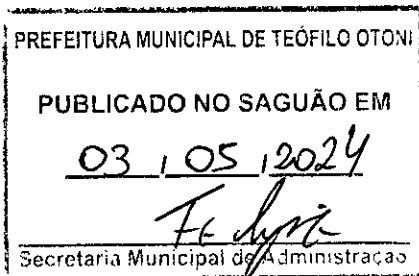 PREFEITURA MUNICIPAL DE TEÓFILO OTONI
PUBLICADO NO SAGUÃO EM
03 / 05 / 2024
Secretaria Municipal de Administração